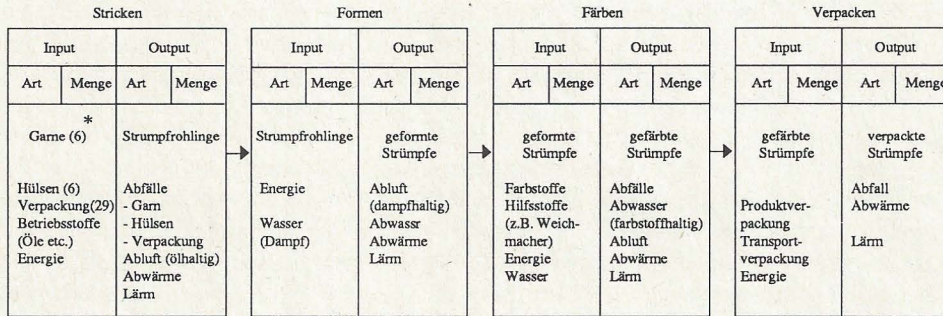 Stricken
Input Output
Art Menge Art Menge
*
Garne (6) Strumpfrohlinge
Hülsen (6) Abfälle
Verpackung(29) - Garn
Betriebsstoffe - Hülsen
(Öle etc.) - Verpackung
Energie Abluft (ölhaltig)
Abwärme
Lärm
Formen
Input Output
Art Menge Art Menge
Strumpfrohlinge geformte
Strümpfe
Energie Abluft
(dampfhaltig)
Wasser Abwassr
(Dampf) Abwärme
Lärm
Färben
Input Output
Art Menge Art Menge
geformte gefärbte
Strümpfe Strümpfe
Farbstoffe Abfälle
Hilfsstoffe Abwasser
(z.B. Weich- (farbstoffhaltig)
macher) Abluft
Energie Abwärme
Wasser Lärm
Verpacken
Input Output
Art Menge Art Menge
gefärbte verpackte
Strümpfe Strümpfe
Abfall
Produktver- Abwärme
packung
Transport- Lärm
verpackung
Energie